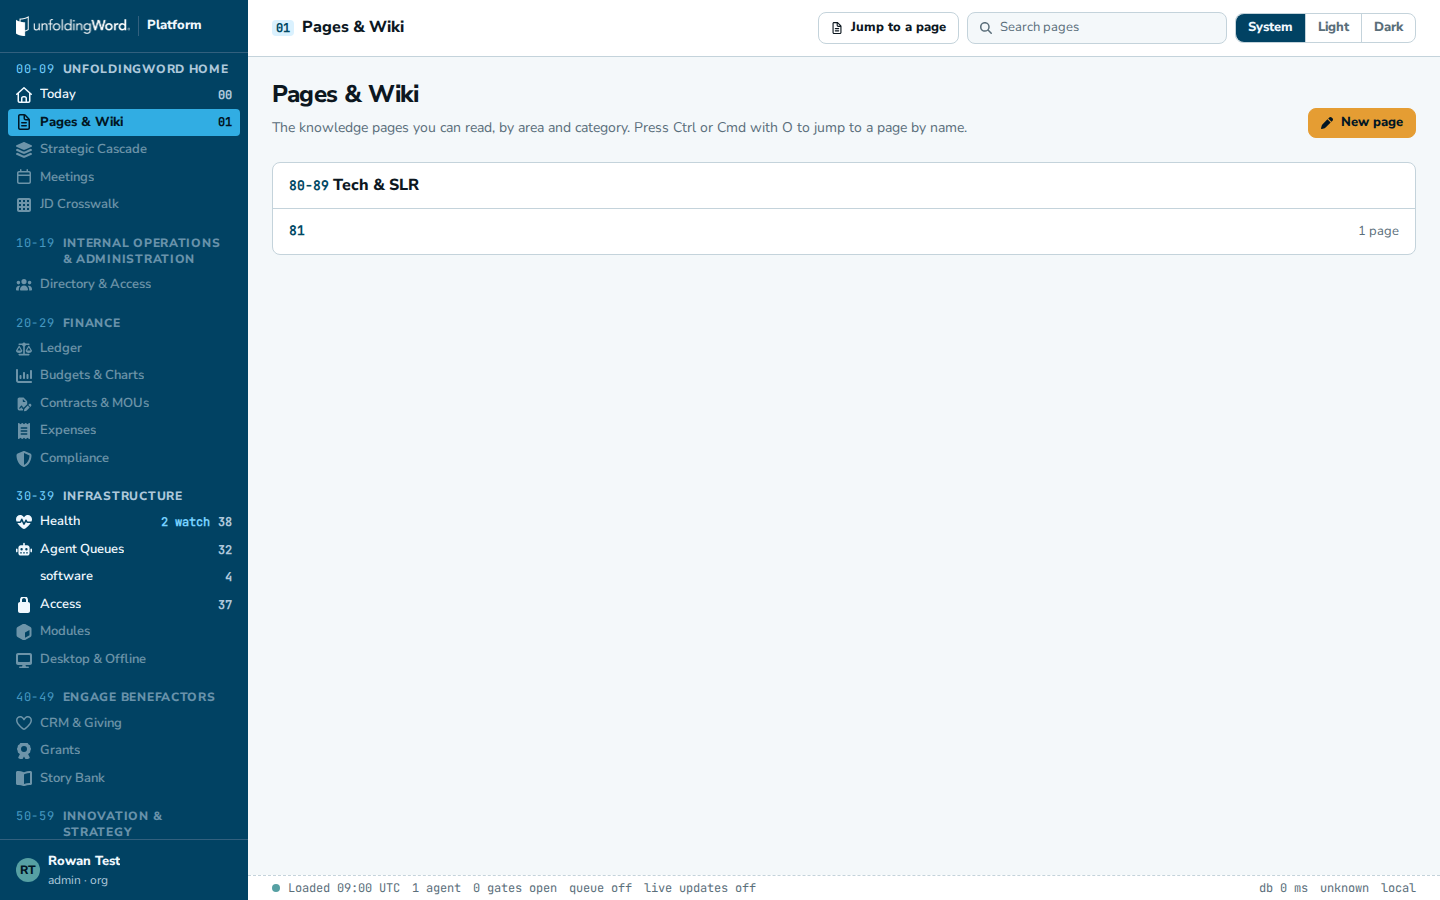 unfoldingWord. Platform
00-09 UNFOLDINGWORD HOME
Today 00
Pages & Wiki 01
Strategic Cascade
Meetings
JD Crosswalk
10-19 INTERNAL OPERATIONS
& ADMINISTRATION
Directory & Access
20-29 FINANCE
Ledger
Budgets & Charts
Contracts & MOUs
Expenses
Compliance
30-39 INFRASTRUCTURE
Health 2 watch 38
Agent Queues 32
software 4
Access 37
Modules
Desktop & Offline
40-49 ENGAGE BENEFACTORS
CRM & Giving
Grants
Story Bank
50-59 INNOVATION &
STRATEGY
RT Rowan Test
admin · org
01 Pages & Wiki Jump to a page Search pages System Light Dark
Pages & Wiki
The knowledge pages you can read, by area and category. Press Ctrl or Cmd with O to jump to a page by name.
New page
80-89 Tech & SLR
81 1 page
Loaded 09:00 UTC 1 agent 0 gates open queue off live updates off db 0 ms unknown local